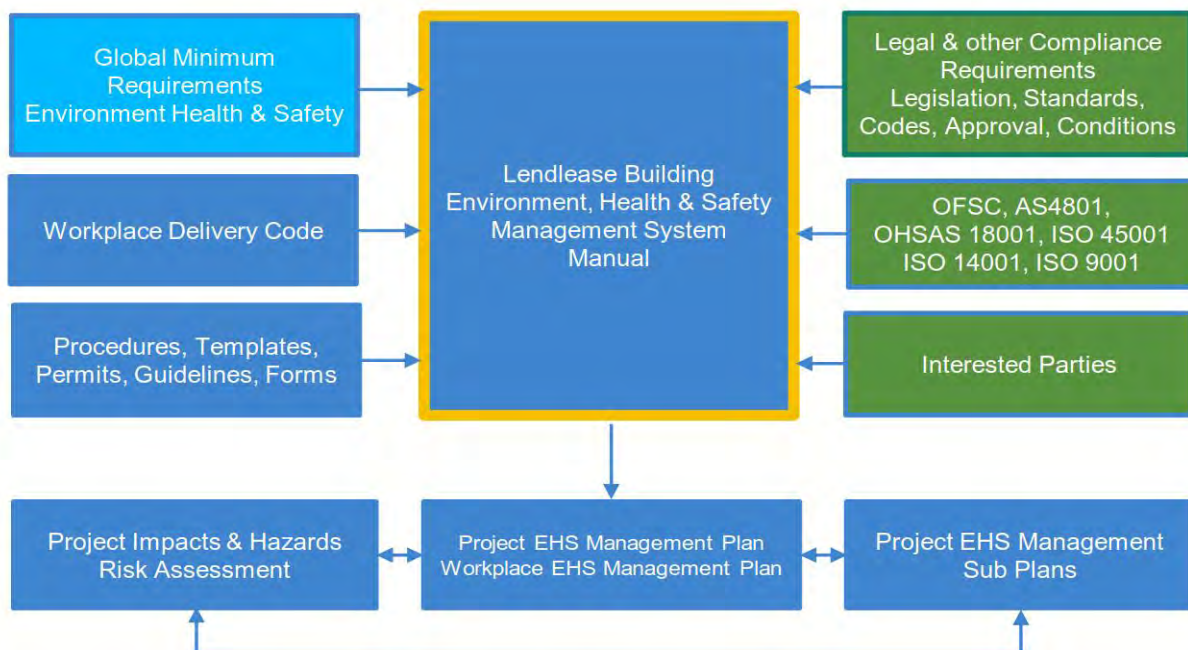 Global Minimum
Requirements
Environment Health & Safety
Workplace Delivery Code
Procedures, Templates,
Permits, Guidelines, Forms
Lendlease Building
Environment, Health & Safety
Management System
Manual
Legal & other Compliance
Requirements
Legislation, Standards,
Codes, Approval, Conditions
OFSC, AS4801,
OHSAS 18001, ISO 45001
ISO 14001, ISO 9001
Interested Parties
Project Impacts & Hazards
Risk Assessment
Project EHS Management Plan
Workplace EHS Management Plan
Project EHS Management
Sub Plans